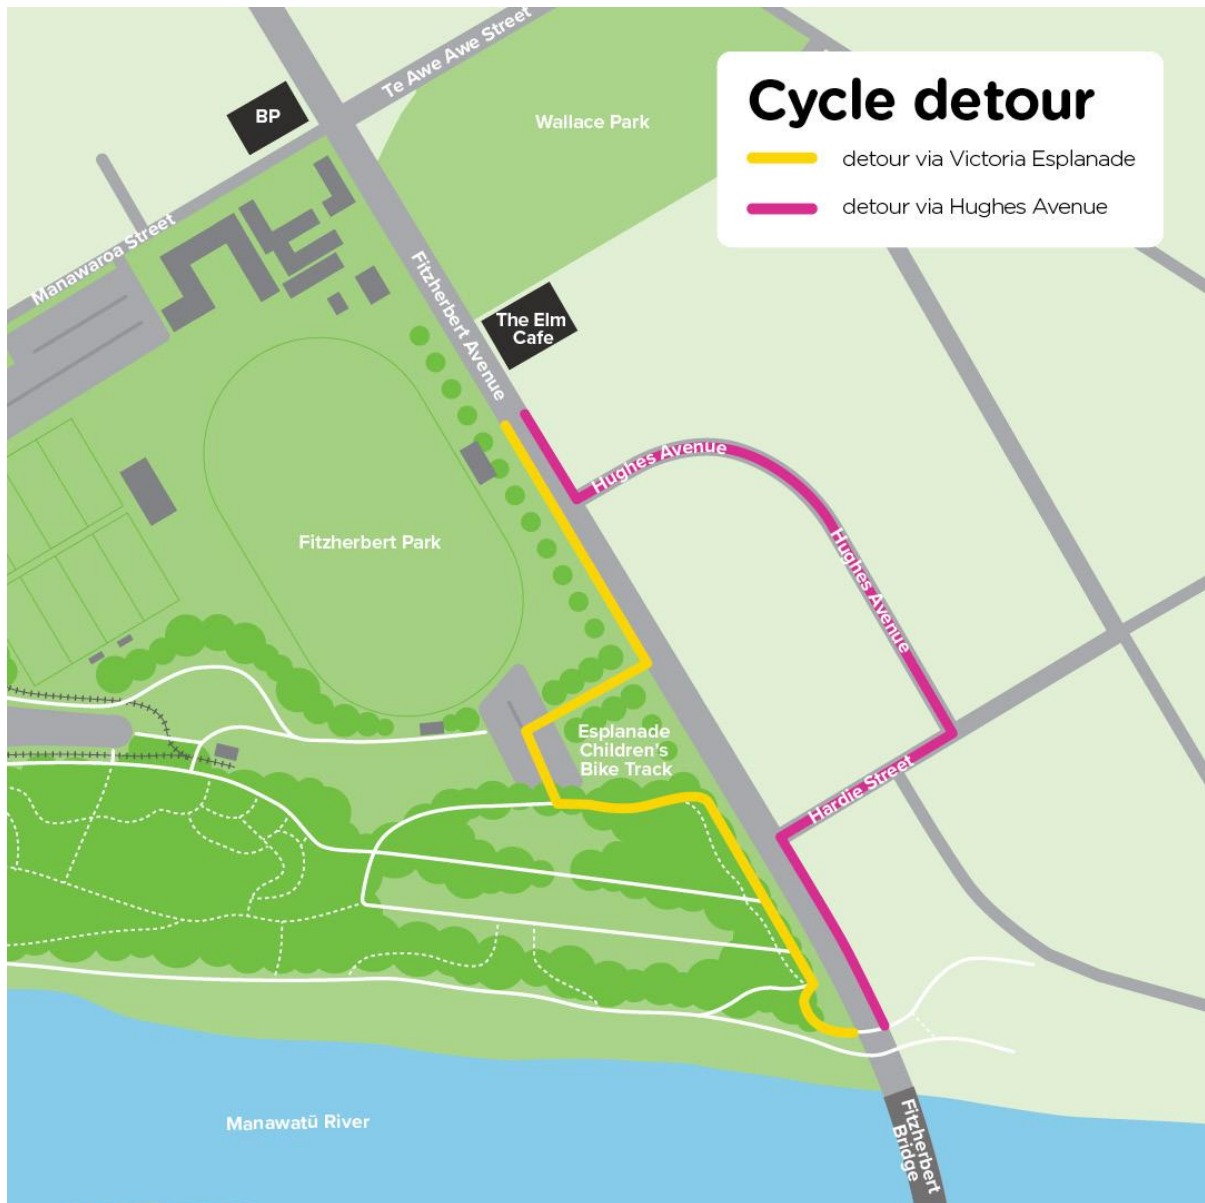 Te Awe Awe Street
Cycle detour
BP
Wallace Park
detour via Victoria Esplanade
detour via Hughes Avenue
Manawaroa Street
Fitzherbert Avenue
The Elm
Cafe
Hughes Avenue
Fitzherbert Park
Hughes Avenue
Esplanade
Children's
Bike Track
Hardie Street
Manawatū River
Fitzherbert
Bridge